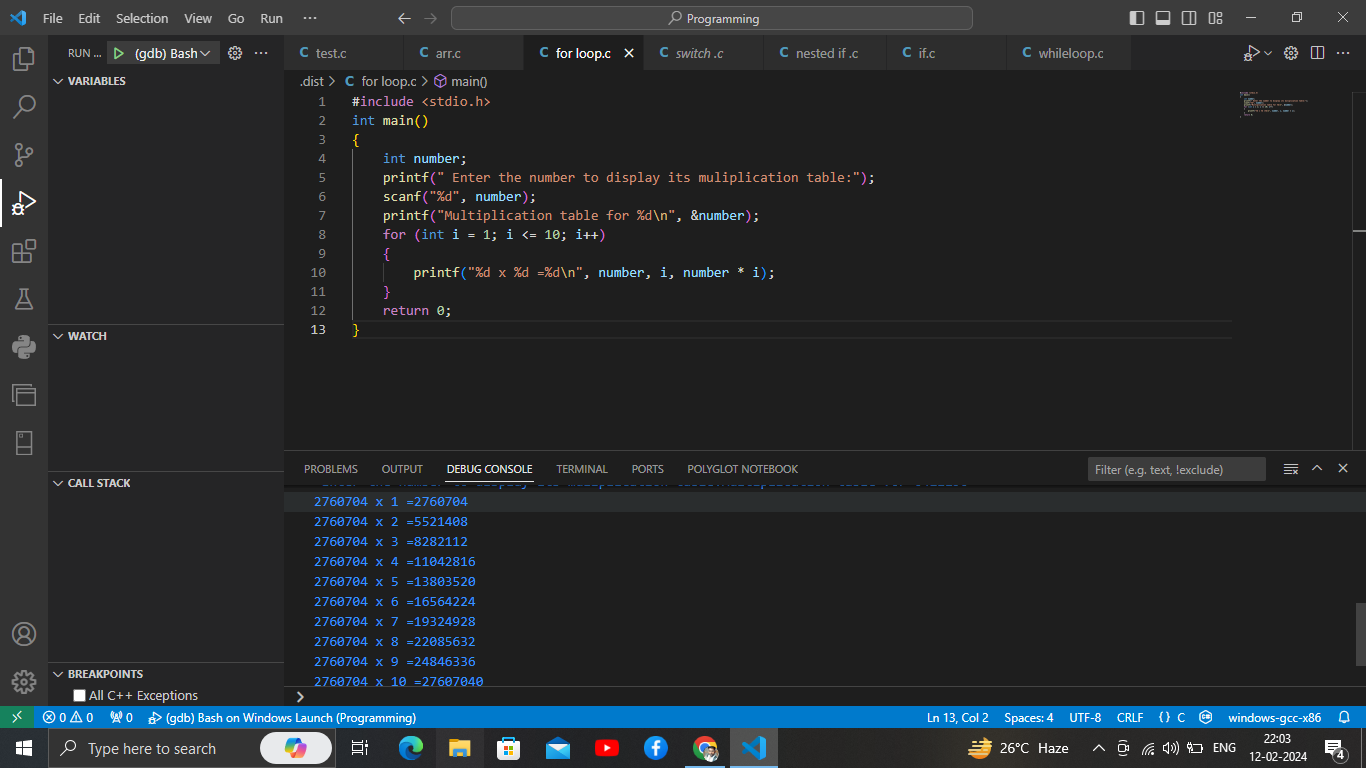 File Edit Selection View Go Run ··· Programming
RUN ... (gdb) Bash ···
C test.c C arr.c C for loop.c C switch .c C nested if .c C if.c C whileloop.c ···
VARIABLES
.dist > C for loop.c > main()
1 #include <stdio.h>
2 int main()
3 {
4 int number;
5 printf(" Enter the number to display its muliplication table:");
6 scanf("%d", number);
7 printf("Multiplication table for %d\n", &number);
8 for (int i = 1; i <= 10; i++)
9 {
10 printf("%d x %d =%d\n", number, i, number * i);
11 }
12 return 0;
13 }
WATCH
CALL STACK
BREAKPOINTS
All C++ Exceptions
PROBLEMS OUTPUT DEBUG CONSOLE TERMINAL PORTS POLYGLOT NOTEBOOK Filter (e.g. text, !exclude)
2760704 x 1 =2760704
2760704 x 2 =5521408
2760704 x 3 =8282112
2760704 x 4 =11042816
2760704 x 5 =13803520
2760704 x 6 =16564224
2760704 x 7 =19324928
2760704 x 8 =22085632
2760704 x 9 =24846336
2760704 x 10 =27607040
>
0 0 0 (gdb) Bash on Windows Launch (Programming) Ln 13, Col 2 Spaces: 4 UTF-8 CRLF {} C windows-gcc-x86
Type here to search 26°C Haze ENG 22:03 12-02-2024 4